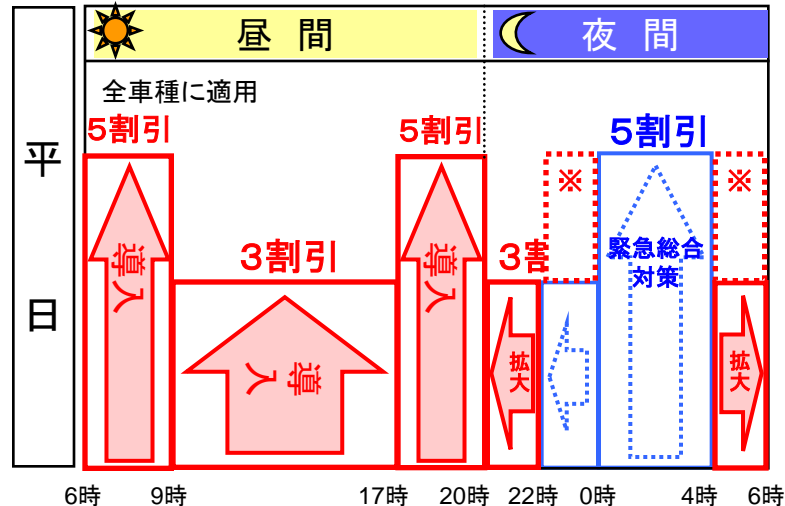 昼間
夜間
平日
全車種に適用
5割引
5割引
5割引
※
※
3割引
3割
緊急総合
対策
導入
導入
導入
拡大
拡大
6時
9時
17時
20時
22時
0時
4時
6時